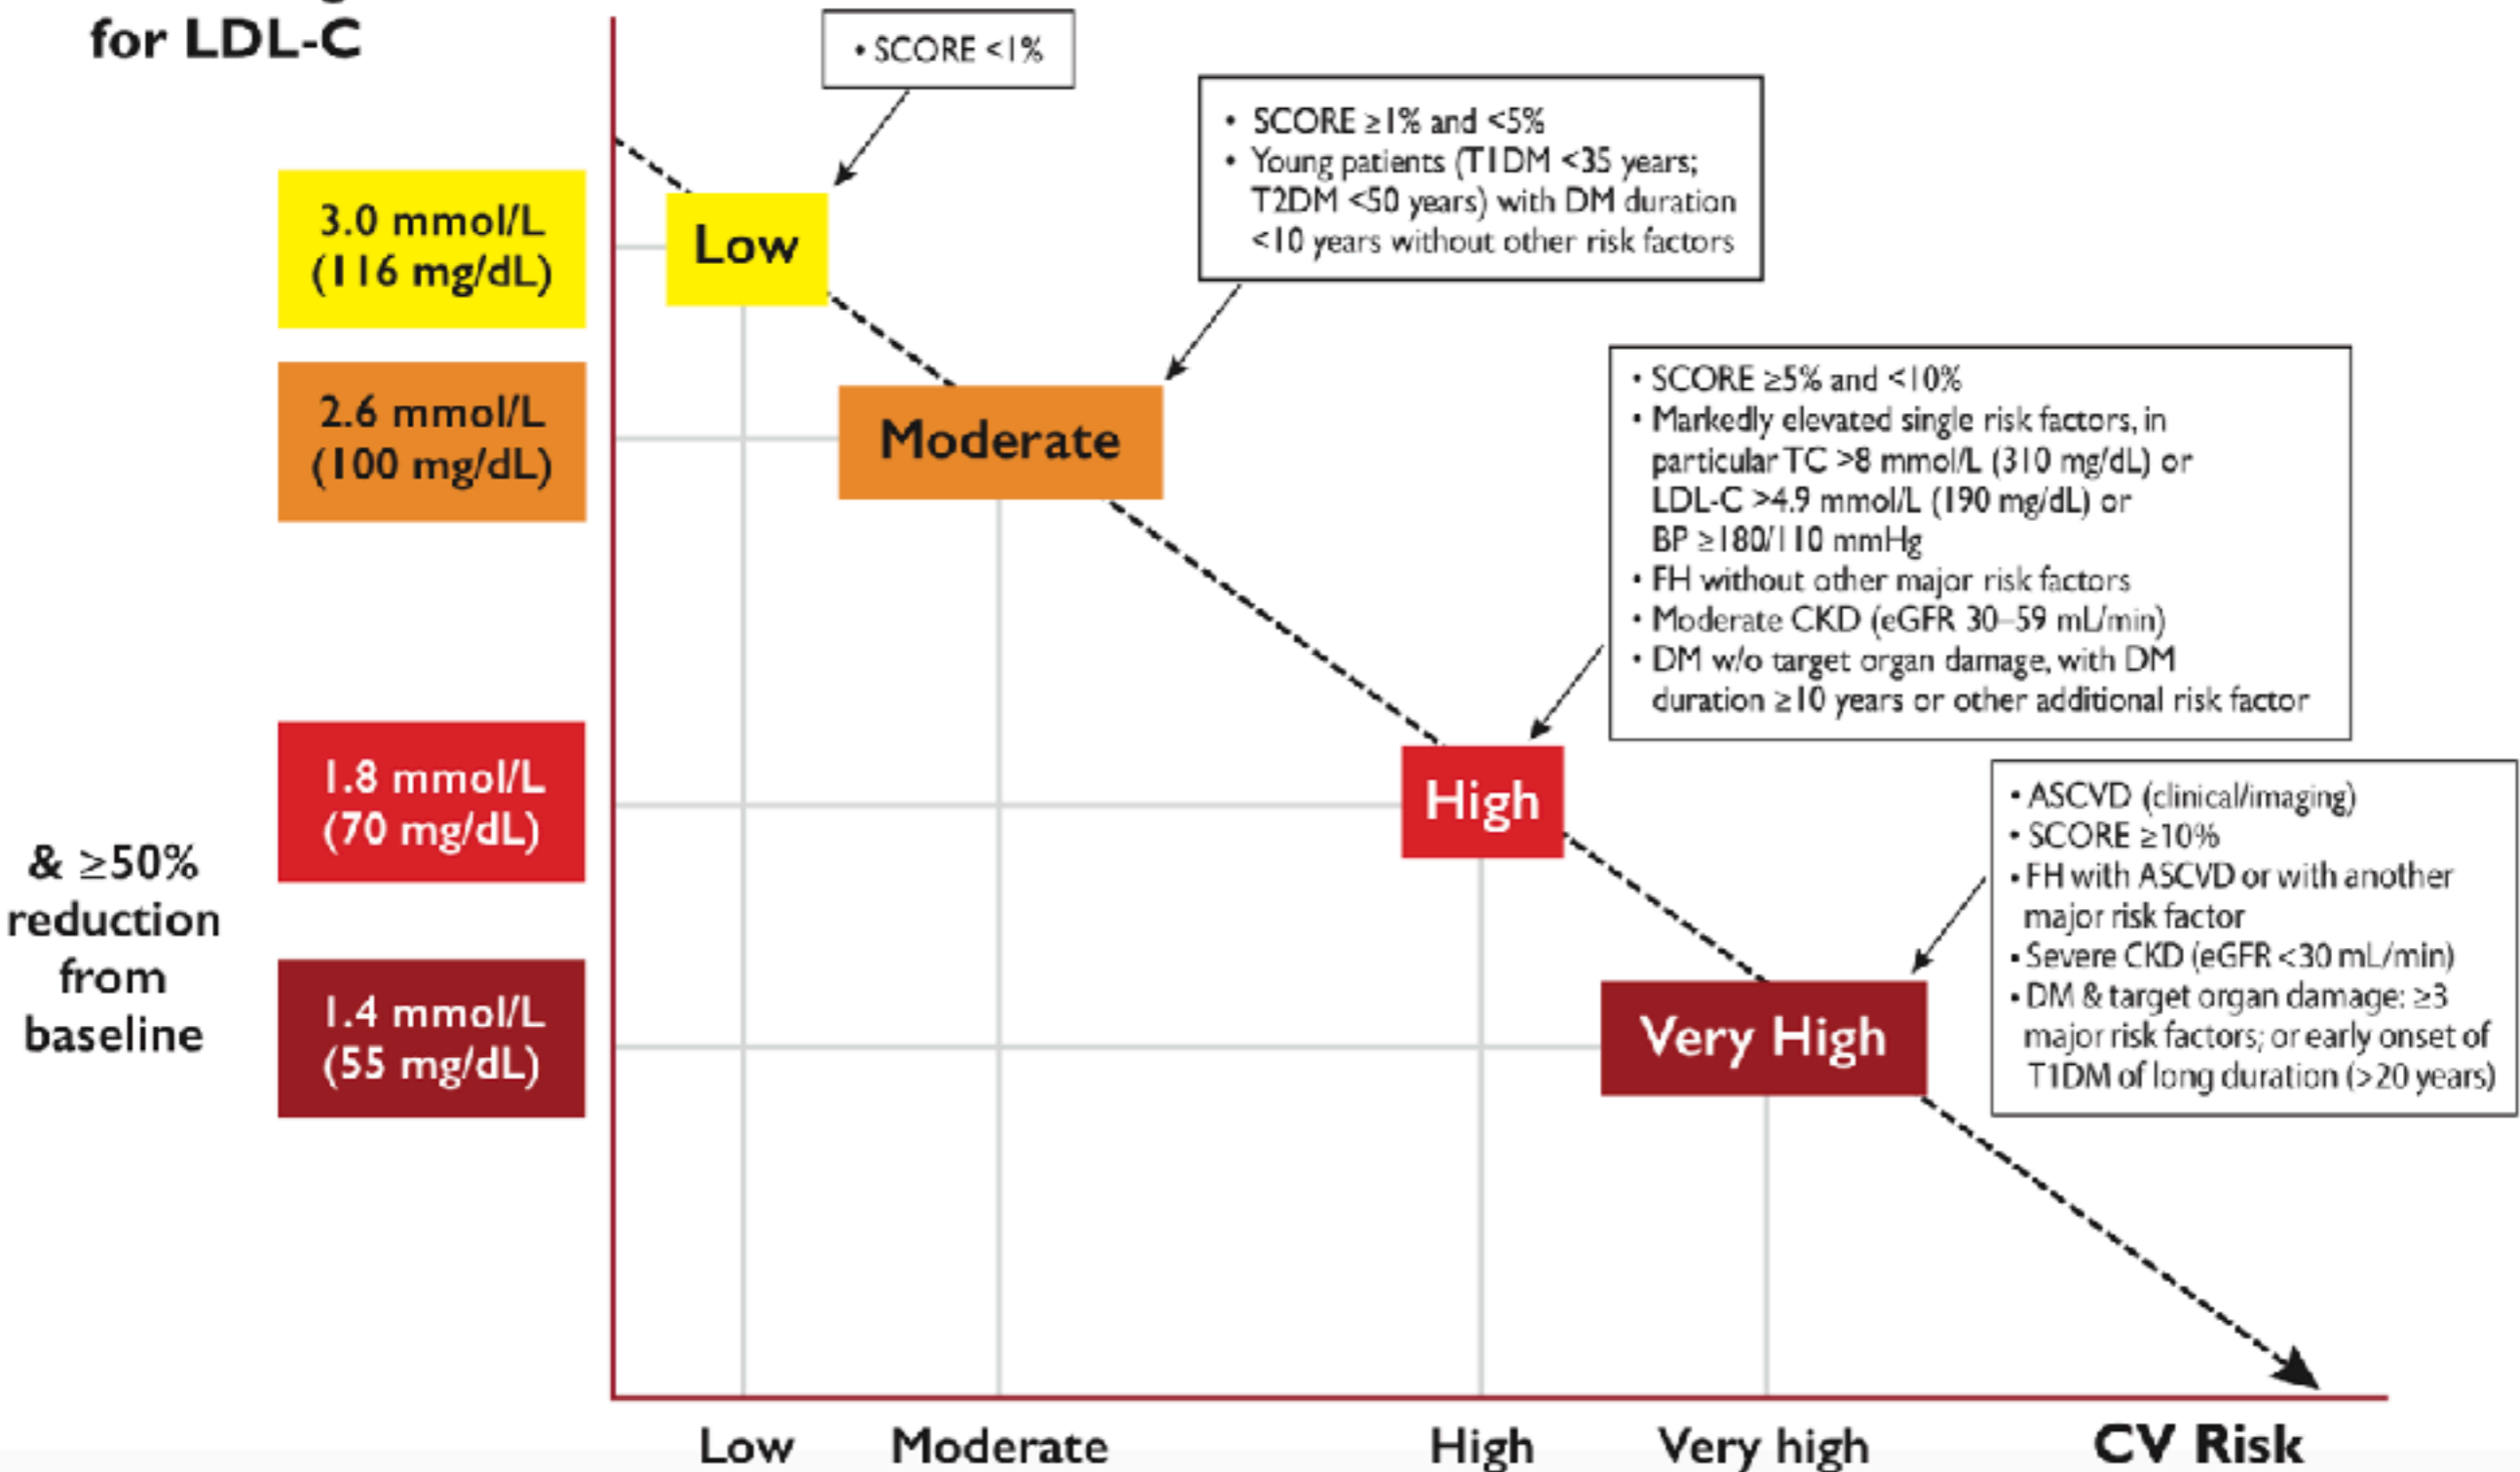 for LDL-C
• SCORE <1%
• SCORE ≥1% and <5%
• Young patients (T1DM <35 years;
T2DM <50 years) with DM duration
<10 years without other risk factors
3.0 mmol/L
(116 mg/dL)
Low
2.6 mmol/L
(100 mg/dL)
Moderate
• SCORE ≥5% and <10%
• Markedly elevated single risk factors, in
particular TC >8 mmol/L (310 mg/dL) or
LDL-C >4.9 mmol/L (190 mg/dL) or
BP ≥180/110 mmHg
• FH without other major risk factors
• Moderate CKD (eGFR 30–59 mL/min)
• DM w/o target organ damage, with DM
duration ≥10 years or other additional risk factor
1.8 mmol/L
(70 mg/dL)
High
• ASCVD (clinical/imaging)
• SCORE ≥10%
• FH with ASCVD or with another
major risk factor
• Severe CKD (eGFR <30 mL/min)
• DM & target organ damage: ≥3
major risk factors; or early onset of
T1DM of long duration (>20 years)
& ≥50%
reduction
from
baseline
1.4 mmol/L
(55 mg/dL)
Very High
Low Moderate High Very high CV Risk